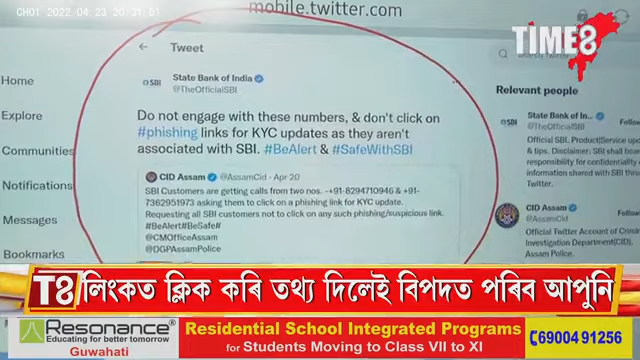 CH01 2022.04.23 20:31:51
mobile.twitter.com
TIME8
Tweet
Home
Explore
Communities
Notifications
Messages
Bookmarks
SBI
State Bank of India
@TheOfficialSBI
Do not engage with these numbers, & don't click on
#phishing links for KYC updates as they aren't
associated with SBI. #BeAlert & #SafeWithSBI
CID Assam @AssamCid · Apr 20
SBI Customers are getting calls from two nos. -+91-8294710946 & +91-
7362951973 asking them to click on a phishing link for KYC update.
Requesting all SBI customers not to click on any such phishing/suspicious link.
#BeAlert#BeSafe#
@CMOfficeAssam
@DGPAssamPolice
Relevant people
SBI
State Bank of In...
@TheOfficialSBI
Follow
Official SBI. Product|Service up
& tips. Disclaimer: SBI shall bear
responsibility for confidentiality
information shared with SBI thro
Twitter.
CID Assam
@AssamCid
Follow
Official Twitter Account of Crimin
Investigation Department(CID),
Assam Police.
T8
লিংকত ক্লিক কৰি তথ্য দিলেই বিপদত পৰিব আপুনি
Resonance
Educating for better tomorrow
Guwahati
Residential School Integrated Programs
for Students Moving to Class VII to XI
6900491256